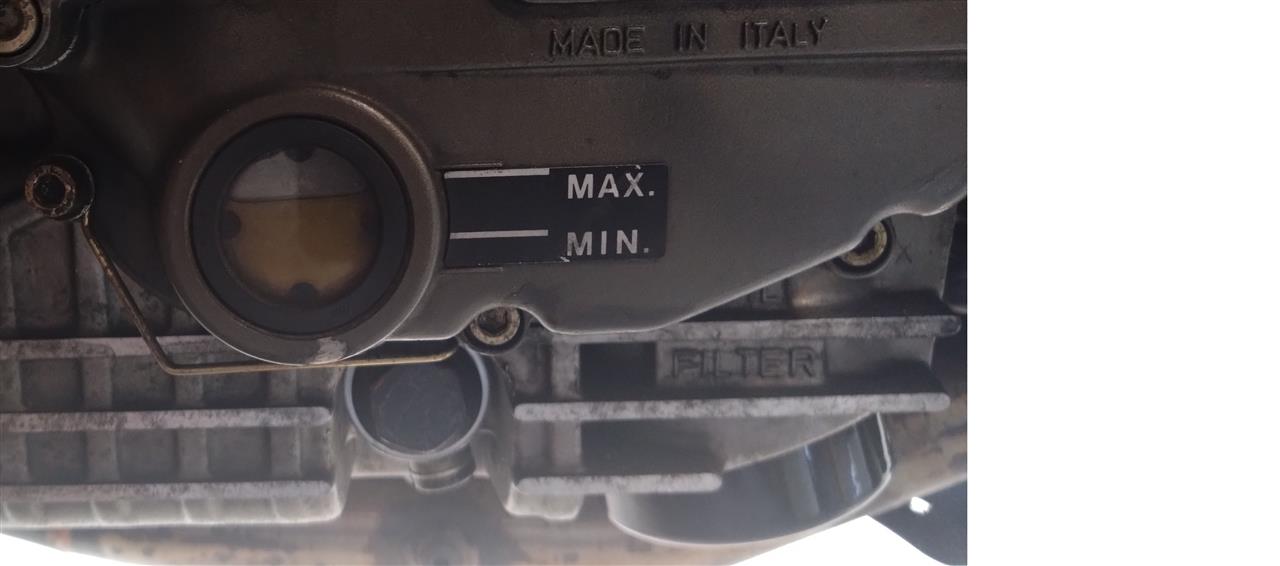 MADE IN ITALY
MAX.
MIN.
FILTER